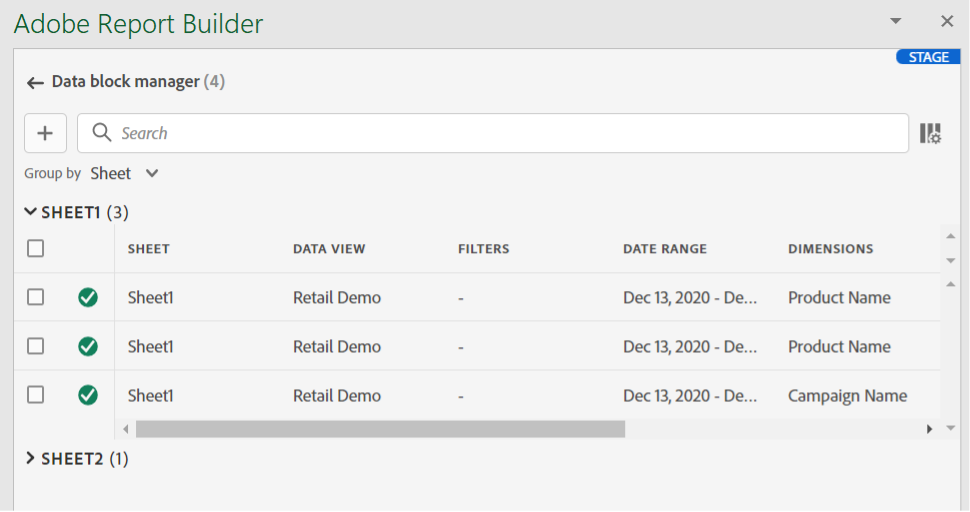 Adobe Report Builder
STAGE
Data block manager (4)
Search
Group by Sheet
SHEET1 (3)
SHEET DATA VIEW FILTERS DATE RANGE DIMENSIONS
Sheet1 Retail Demo - Dec 13, 2020 - De... Product Name
Sheet1 Retail Demo - Dec 13, 2020 - De... Product Name
Sheet1 Retail Demo - Dec 13, 2020 - De... Campaign Name
SHEET2 (1)